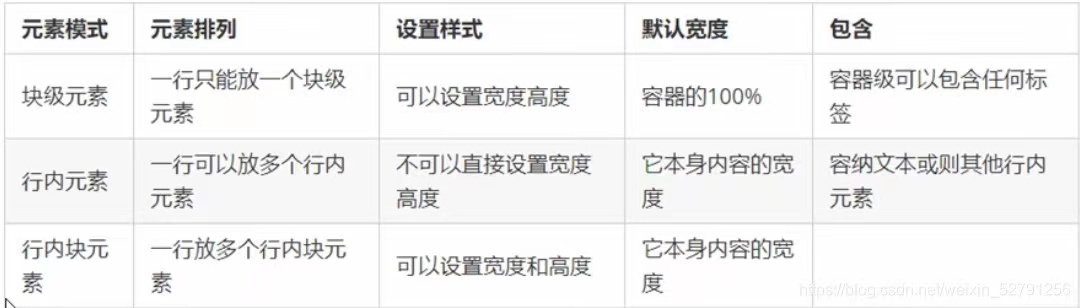 元素模式 元素排列 设置样式 默认宽度 包含
块级元素 一行只能放一个块级元素 可以设置宽度高度 容器的100% 容器级可以包含任何标签
行内元素 一行可以放多个行内元素 不可以直接设置宽度高度 它本身内容的宽度 容纳文本或则其他行内元素
行内块元素 一行放多个行内块元素 可以设置宽度和高度 它本身内容的宽度
https://blog.csdn.net/weixin_52791256